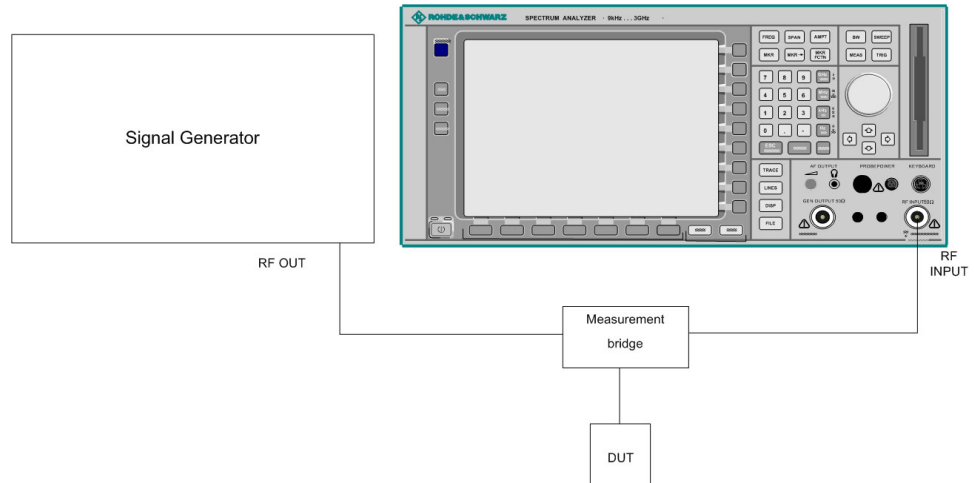 ROHDE&SCHWARZ SPECTRUM ANALYZER · 9kHz ... 3GHz ·
FREQ SPAN AMPT BW SWEEP
MKR MKR→ MKR FCTN MEAS TRIG
7 8 9
4 5 6
1 2 3
0 . -
ESC
TRACE
LINES
DISP
FILE
AF OUTPUT PROBE POWER KEYBOARD
GEN OUTPUT 50Ω RF INPUT 50Ω
Signal Generator
RF OUT
RF
INPUT
Measurement
bridge
DUT